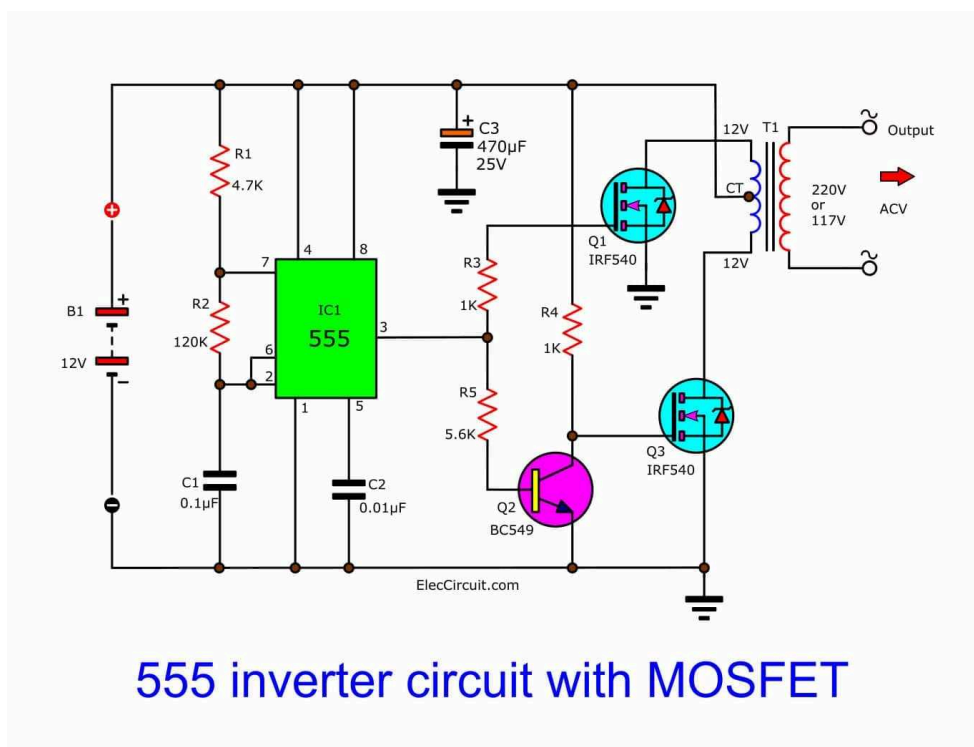 12V
T1
C3
470µF
25V
Output
R1
4.7K
CT
220V
or
117V
ACV
4
8
Q1
IRF540
12V
7
R3
1K
B1
R2
120K
IC1
555
3
R4
1K
12V
6
2
R5
1
5
5.6K
Q3
IRF540
C1
0.1µF
C2
0.01µF
Q2
BC549
ElecCircuit.com
555 inverter circuit with MOSFET